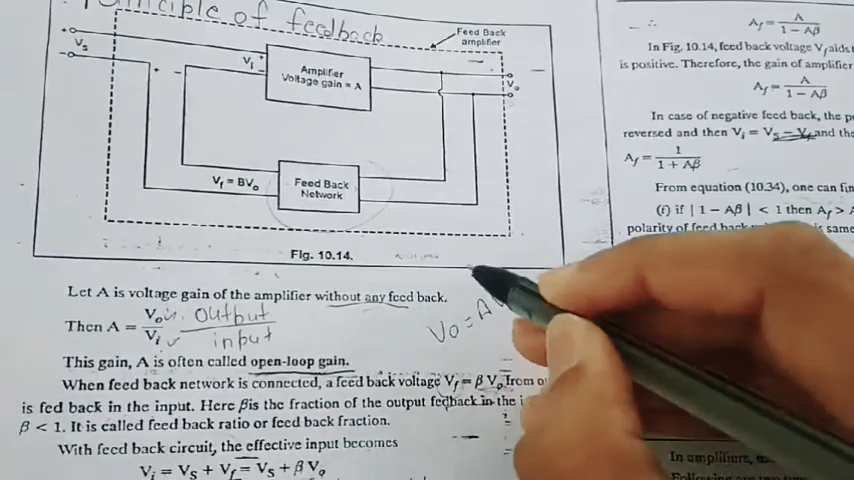 Principle of feedback
Feed Back
amplifier
+
Vs
−
Vi
+
−
Amplifier
Voltage gain = A
Vo
+
−
Vf = BVo
Feed Back
Network
Fig. 10.14.
Let A is voltage gain of the amplifier without any feed back.
Then A = Vo/Vi Output/input
Vo = A
This gain, A is often called open-loop gain.
When feed back network is connected, a feed back voltage Vf = β Vo from
is fed back in the input. Here β is the fraction of the output feedback in the
β < 1. It is called feed back ratio or feed back fraction.
With feed back circuit, the effective input becomes
Vi = Vs + Vf = Vs + β Vo
∴ Af = A/(1 − Aβ)
In Fig. 10.14, feed back voltage Vf aids
is positive. Therefore, the gain of amplifier
Af = A/(1 − Aβ)
In case of negative feed back, the
reversed and then Vi = Vs − Vf and the
Af = 1/(1 + Aβ)
From equation (10.34), one can
(i) if |1 − Aβ| < 1 then Af >
polarity of feed back is same
In amplifiers,
Following are